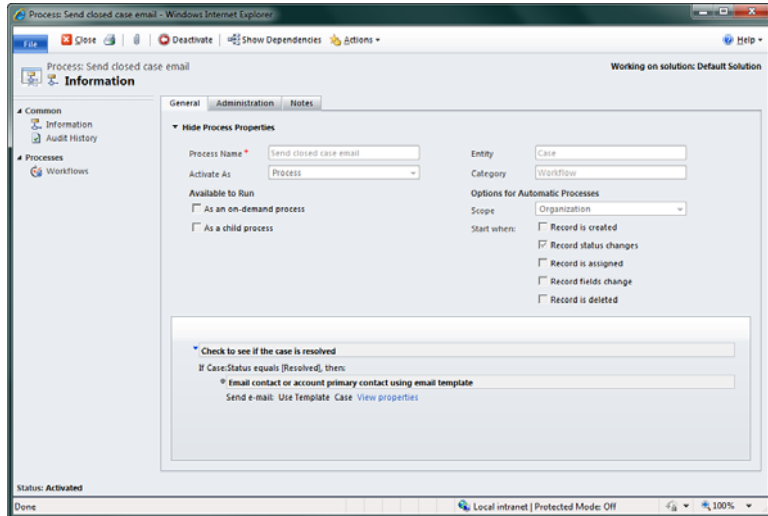 Process: Send closed case email - Windows Internet Explorer
File Close Deactivate Show Dependencies Actions Help
Process: Send closed case email Working on solution: Default Solution
Information
Common
Information
Audit History
Processes
Workflows
General Administration Notes
Hide Process Properties
Process Name * Send closed case email Entity Case
Activate As Process Category Workflow
Available to Run Options for Automatic Processes
As an on-demand process Scope Organization
As a child process Start when: Record is created
Record status changes
Record is assigned
Record fields change
Record is deleted
Check to see if the case is resolved
If Case:Status equals [Resolved], then:
Email contact or account primary contact using email template
Send e-mail: Use Template Case View properties
Status: Activated
Done Local intranet | Protected Mode: Off 100%